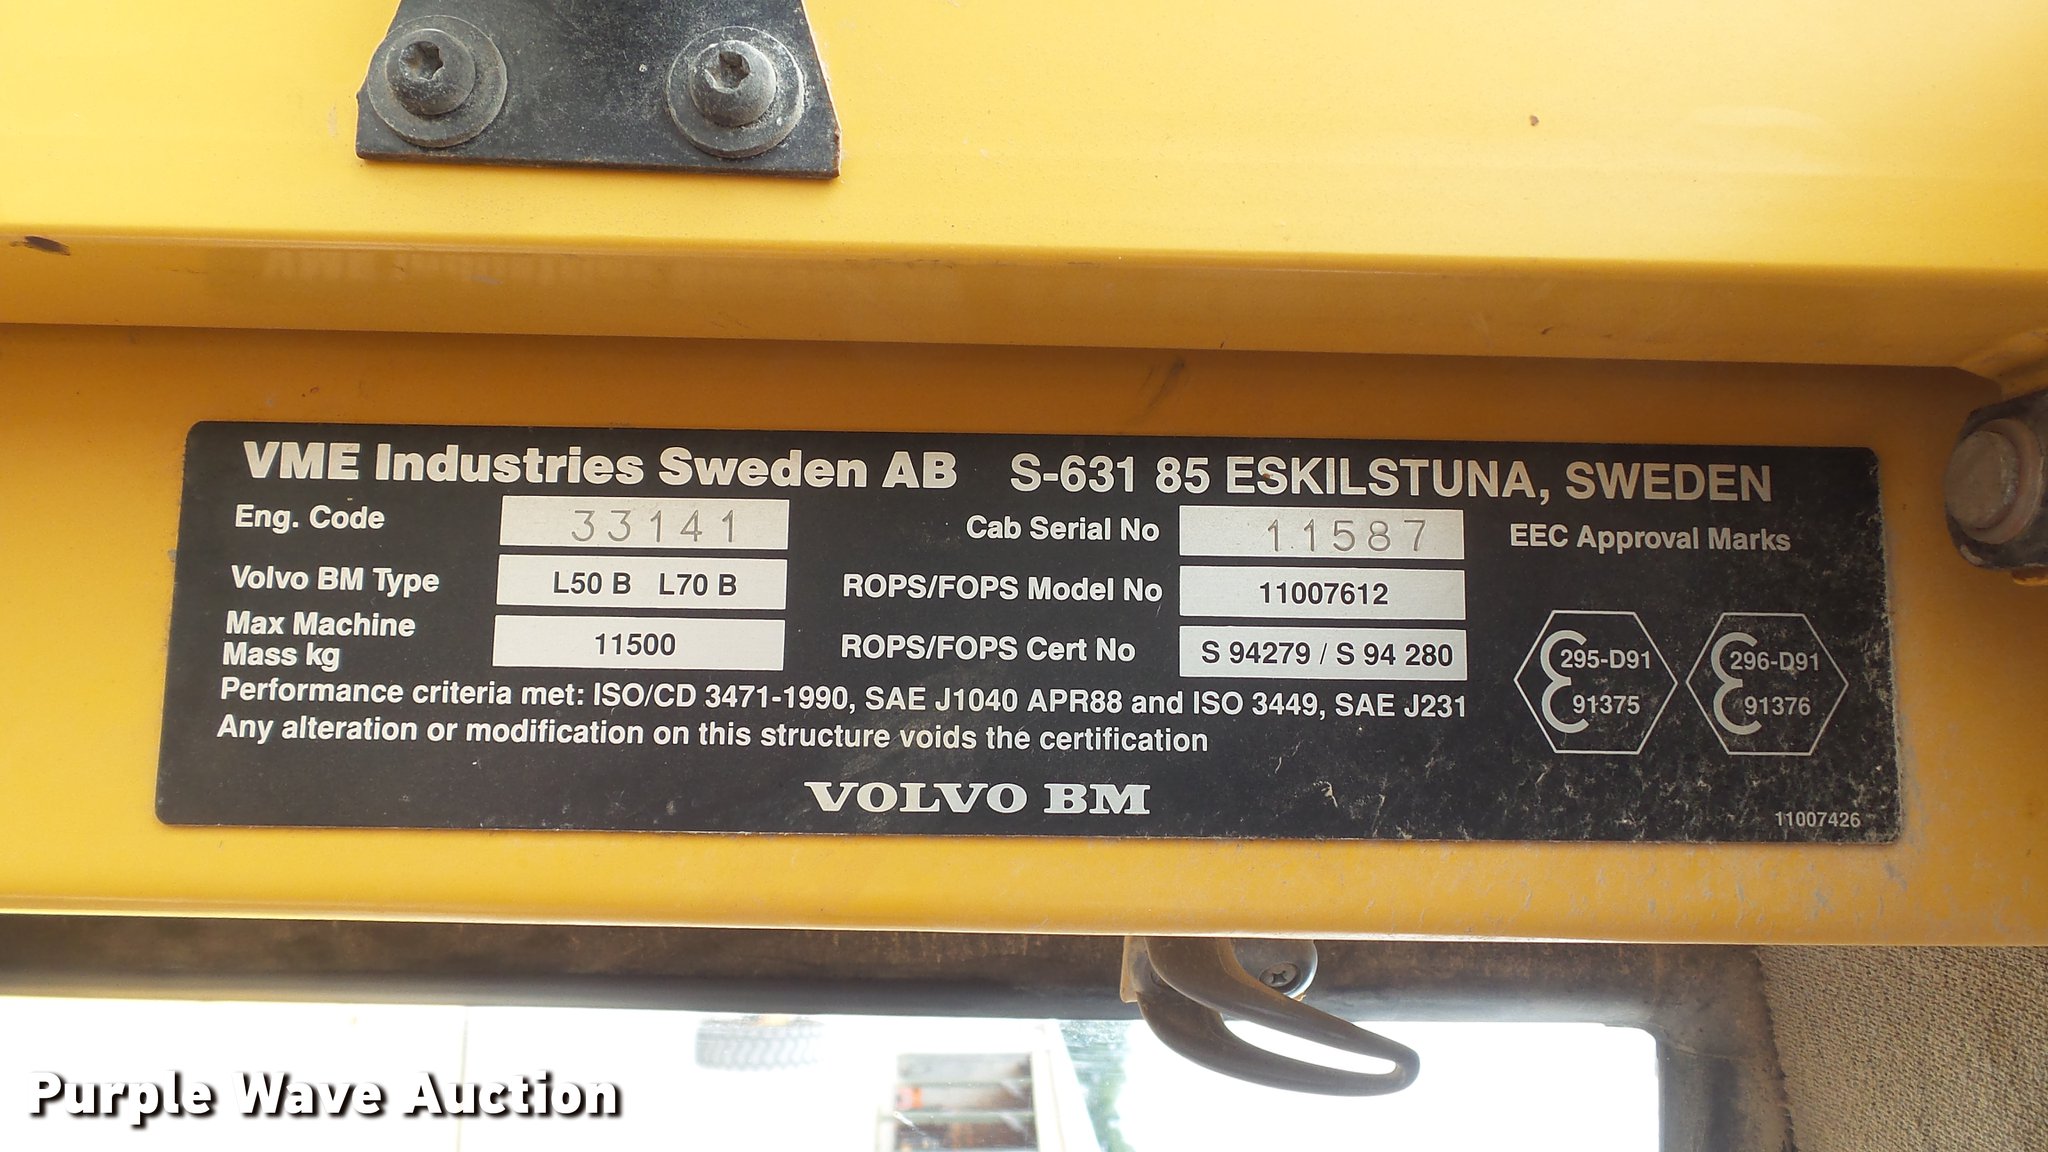 VME Industries Sweden AB S-631 85 ESKILSTUNA, SWEDEN
Eng. Code 33141 Cab Serial No 11587 EEC Approval Marks
Volvo BM Type L50 B L70 B ROPS/FOPS Model No 11007612
Max Machine
Mass kg 11500 ROPS/FOPS Cert No S 94279 / S 94 280
295-D91
91375
296-D91
91376
Performance criteria met: ISO/CD 3471-1990, SAE J1040 APR88 and ISO 3449, SAE J231
Any alteration or modification on this structure voids the certification
VOLVO BM
11007426
Purple Wave Auction